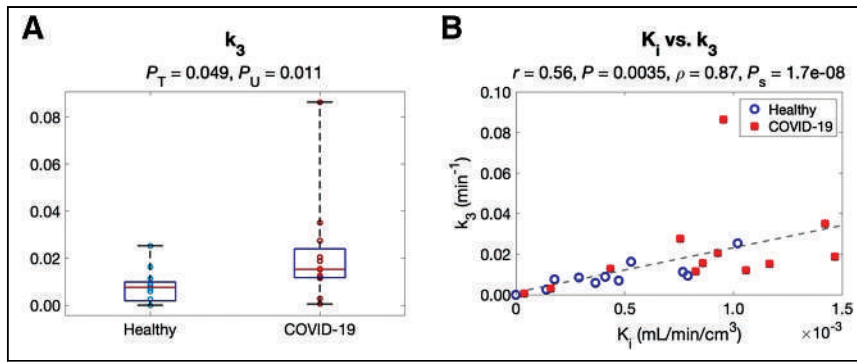 A
k3
PT = 0.049, PU = 0.011
0.08
0.06
0.04
0.02
0.00
Healthy
COVID-19
B
Ki vs. k3
r = 0.56, P = 0.0035, ρ = 0.87, Ps = 1.7e-08
Healthy
COVID-19
k3 (min-1)
0.10
0.08
0.06
0.04
0.02
0.00
0
0.5
1.0
1.5
Ki (mL/min/cm3)
×10-3